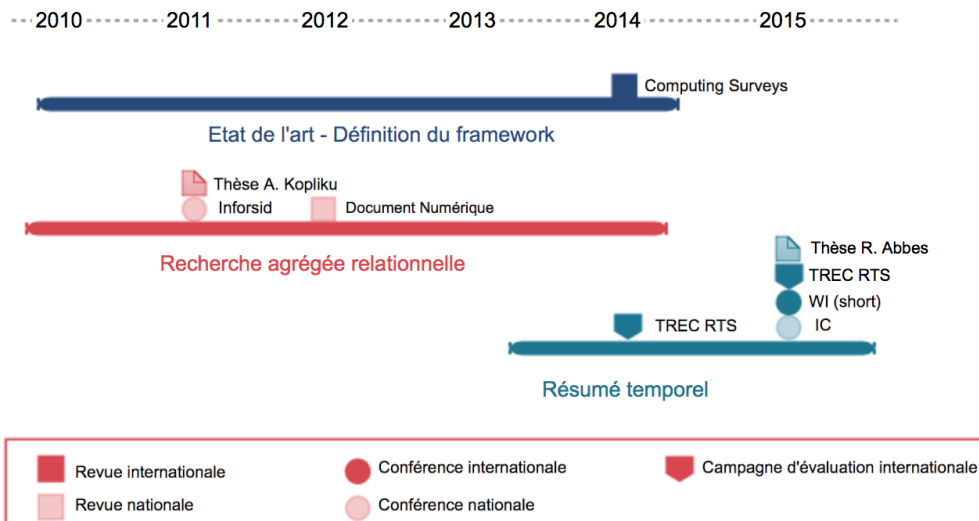 2010 2011 2012 2013 2014 2015
Computing Surveys
Etat de l'art - Définition du framework
Thèse A. Kopliku
Inforsid
Document Numérique
Recherche agrégée relationnelle
Thèse R. Abbes
TREC RTS
WI (short)
TREC RTS
IC
Résumé temporel
Revue internationale
Conférence internationale
Campagne d'évaluation internationale
Revue nationale
Conférence nationale